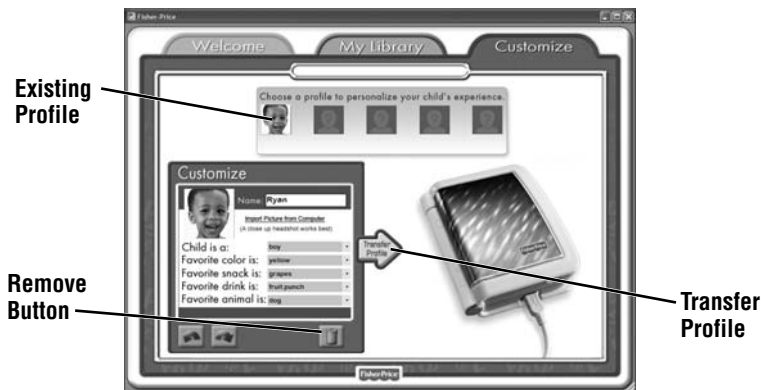 Fisher-Price
Welcome
My Library
Customize
Existing
Profile
Choose a profile to personalize your child's experience.
Customize
Name: Ryan
Import Picture from Computer
(A close up headshot works best)
Child is a: boy
Favorite color is: yellow
Favorite snack is: grapes
Favorite drink is: fruit punch
Favorite animal is: dog
Transfer
Profile
Fisher-Price
Remove
Button
Transfer
Profile
Fisher-Price